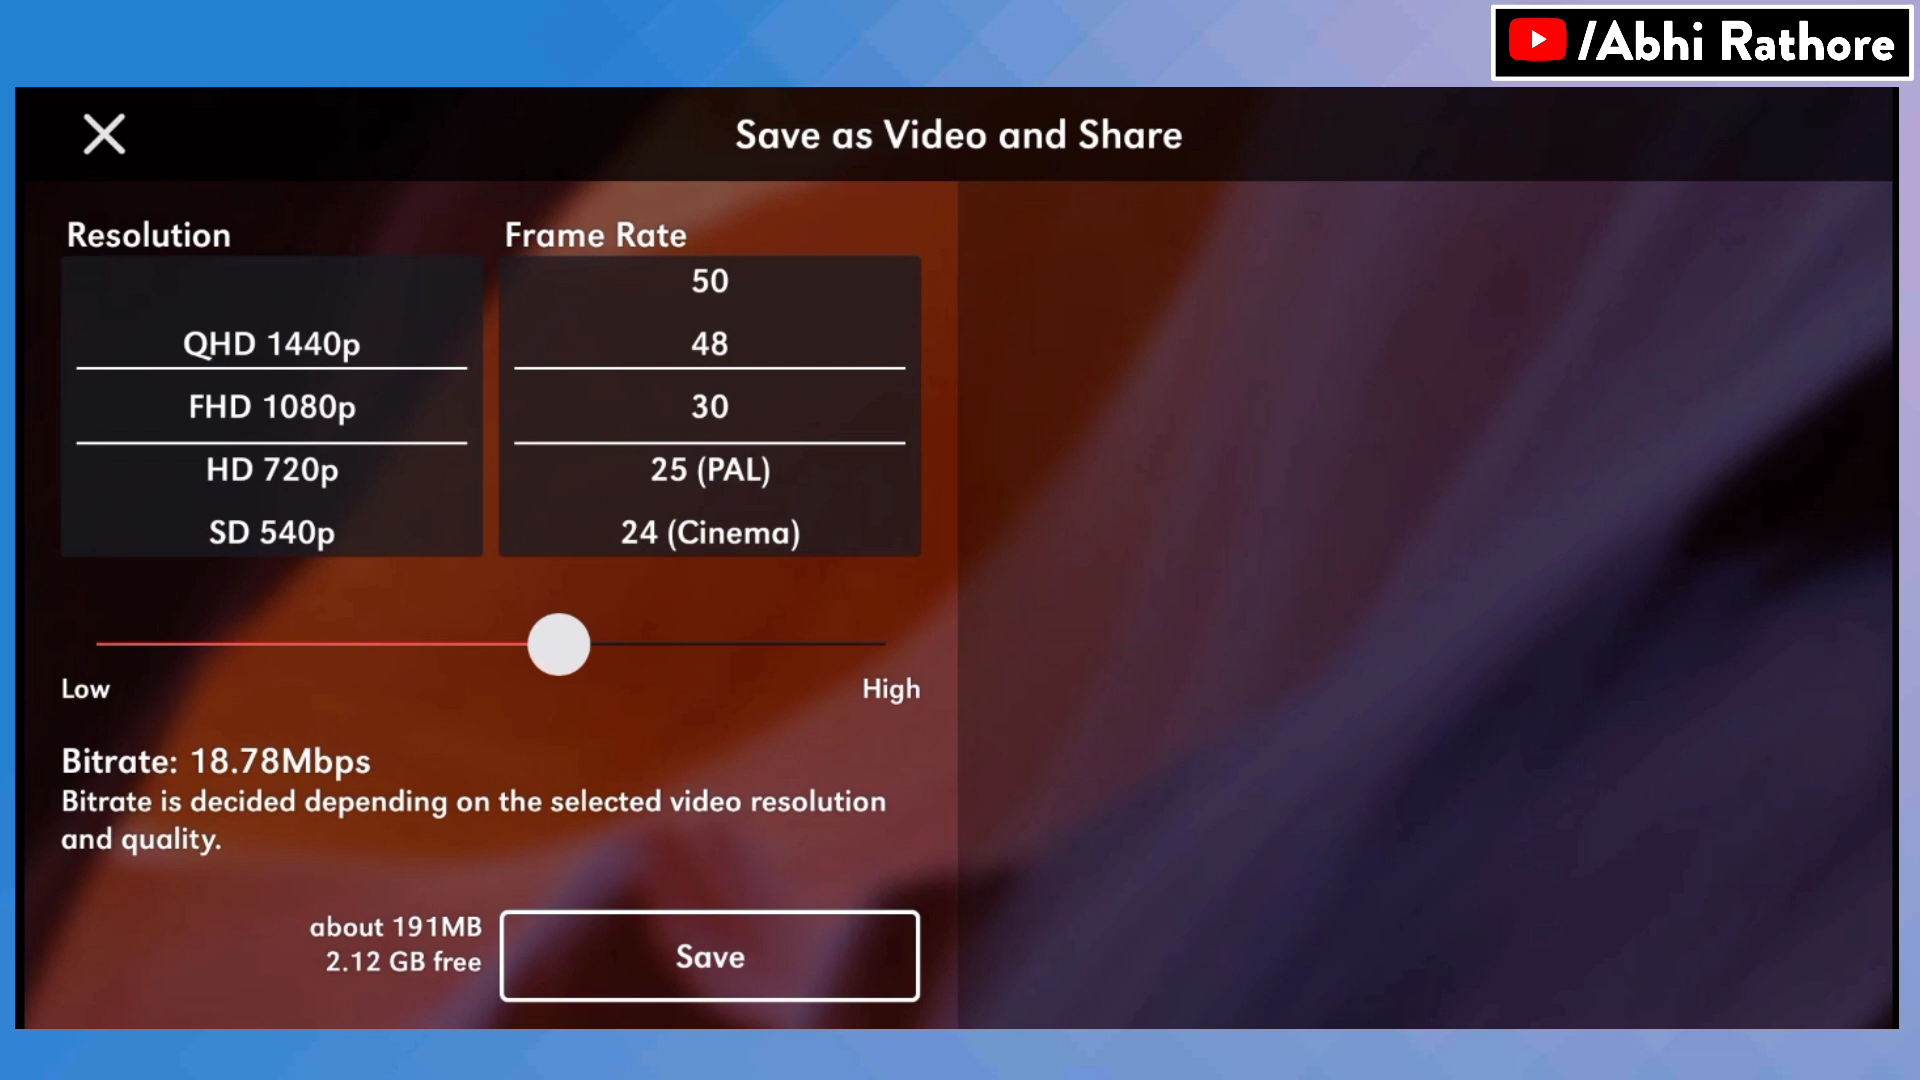 /Abhi Rathore
Save as Video and Share
Resolution
QHD 1440p
FHD 1080p
HD 720p
SD 540p
Frame Rate
50
48
30
25 (PAL)
24 (Cinema)
Low
High
Bitrate: 18.78Mbps
Bitrate is decided depending on the selected video resolution
and quality.
about 191MB
2.12 GB free
Save